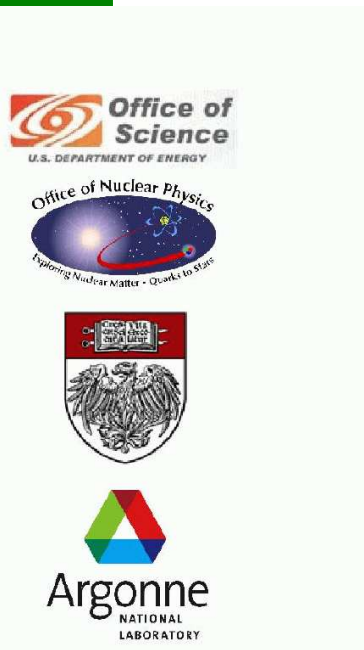 Office of
Science
U.S. DEPARTMENT OF ENERGY
Office of Nuclear Physics
Exploring Nuclear Matter - Quarks to Stars
Argonne
NATIONAL
LABORATORY